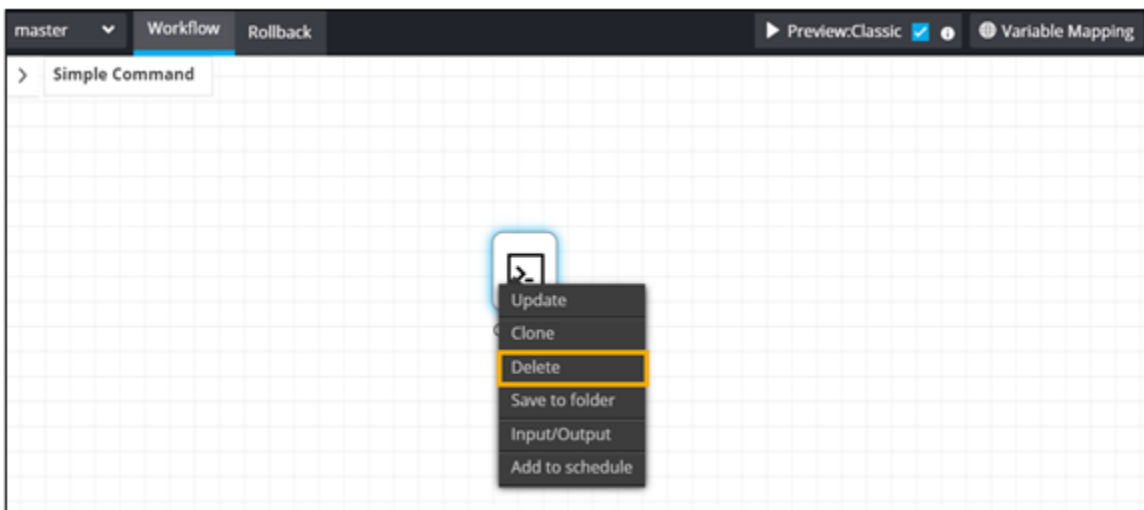 master Workflow Rollback Preview:Classic Variable Mapping
Simple Command
Update
Clone
Delete
Save to folder
Input/Output
Add to schedule